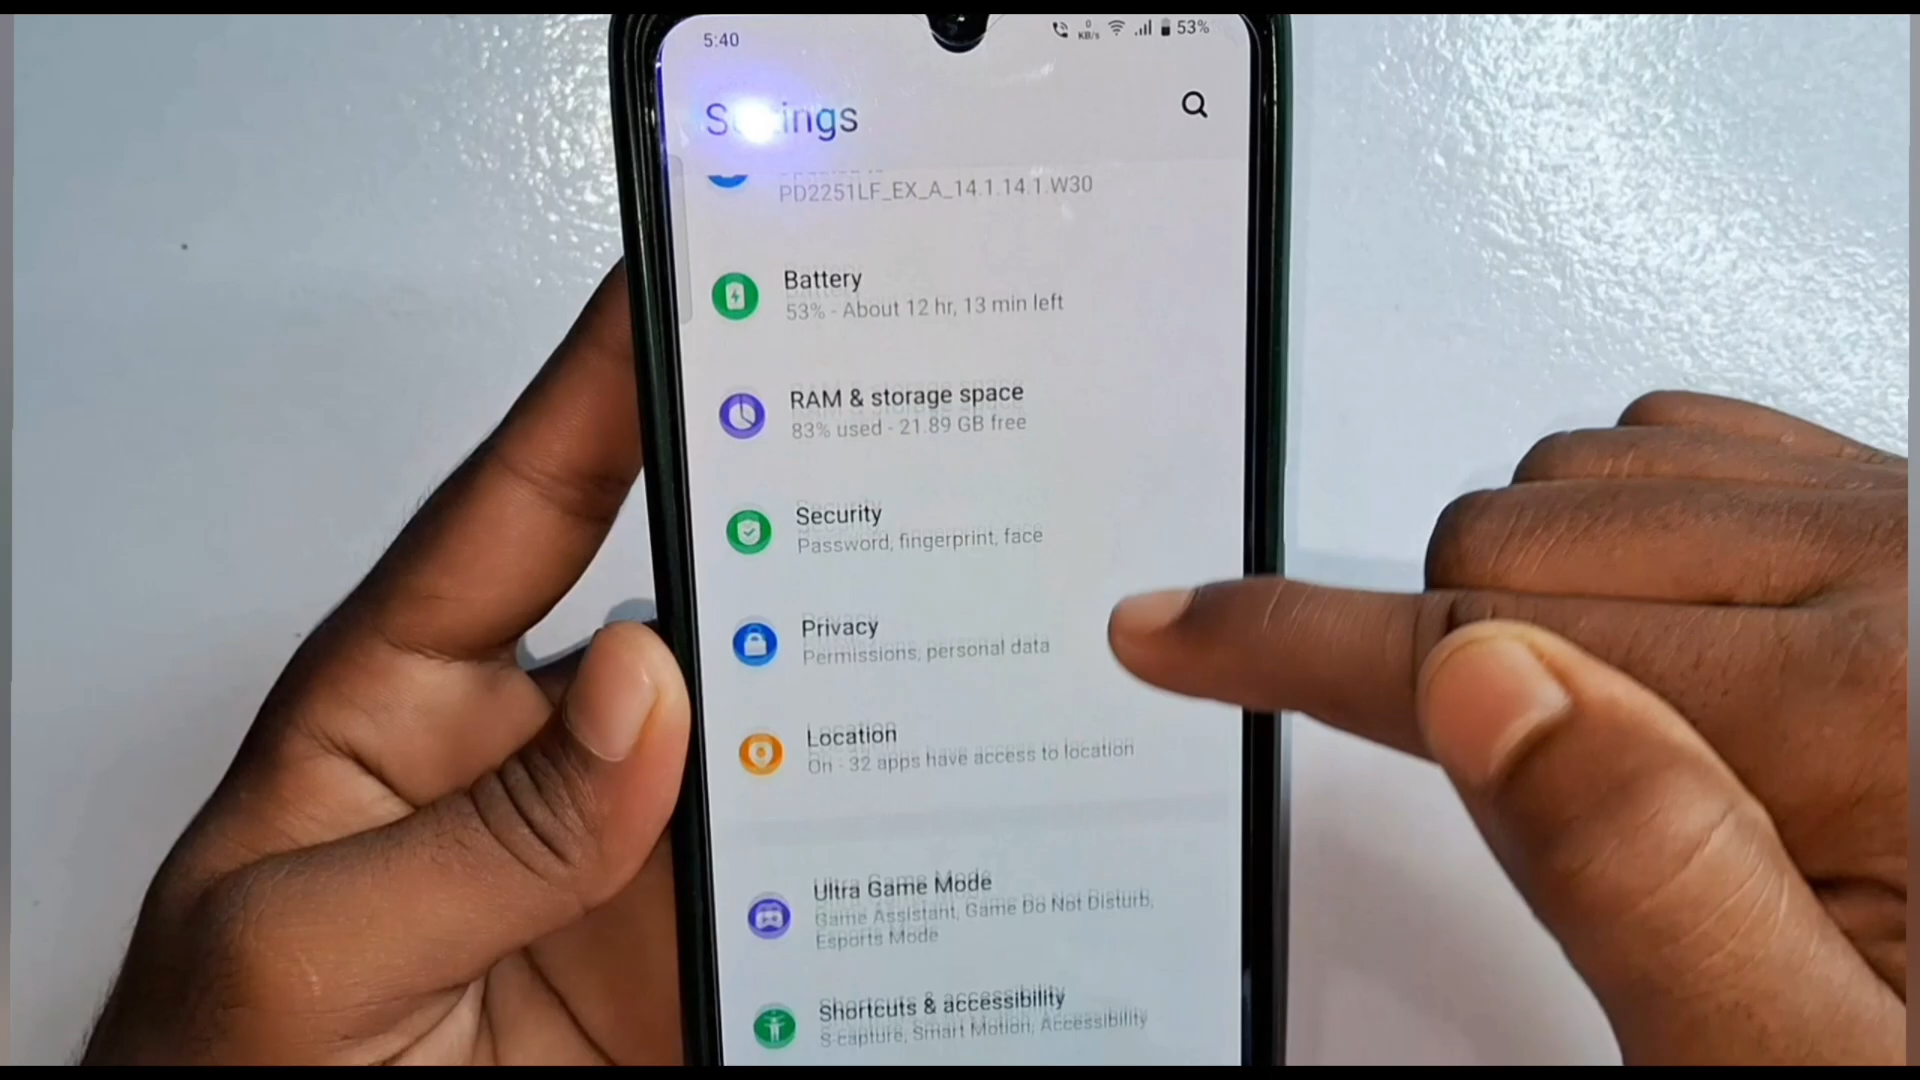 5:40
0 KB/s 53%
Settings
PD2251LF_EX_A_14.1.14.1.W30
Battery
53% - About 12 hr, 13 min left
RAM & storage space
83% used - 21.89 GB free
Security
Password, fingerprint, face
Privacy
Permissions, personal data
Location
On - 32 apps have access to location
Ultra Game Mode
Game Assistant, Game Do Not Disturb,
Esports Mode
Shortcuts & accessibility
S-capture, Smart Motion, Accessibility